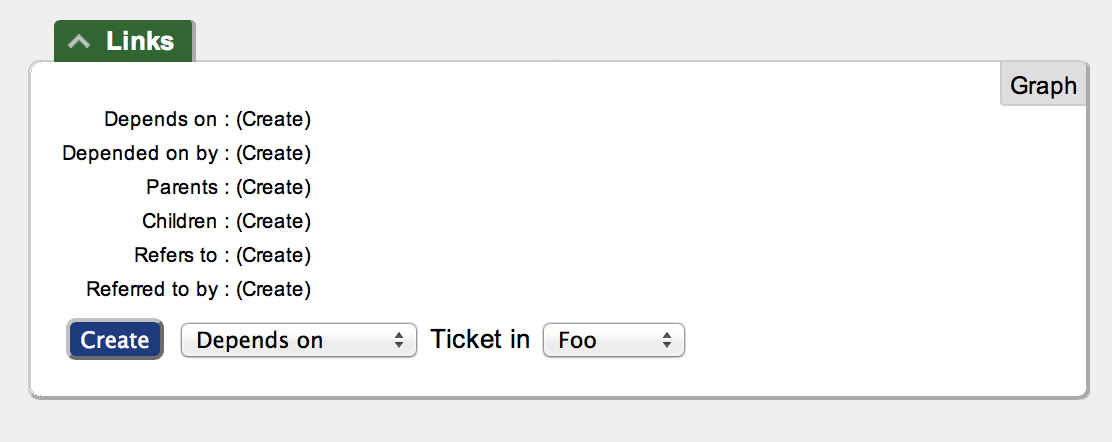 Links
Graph
Depends on : (Create)
Depended on by : (Create)
Parents : (Create)
Children : (Create)
Refers to : (Create)
Referred to by : (Create)
Create Depends on Ticket in Foo